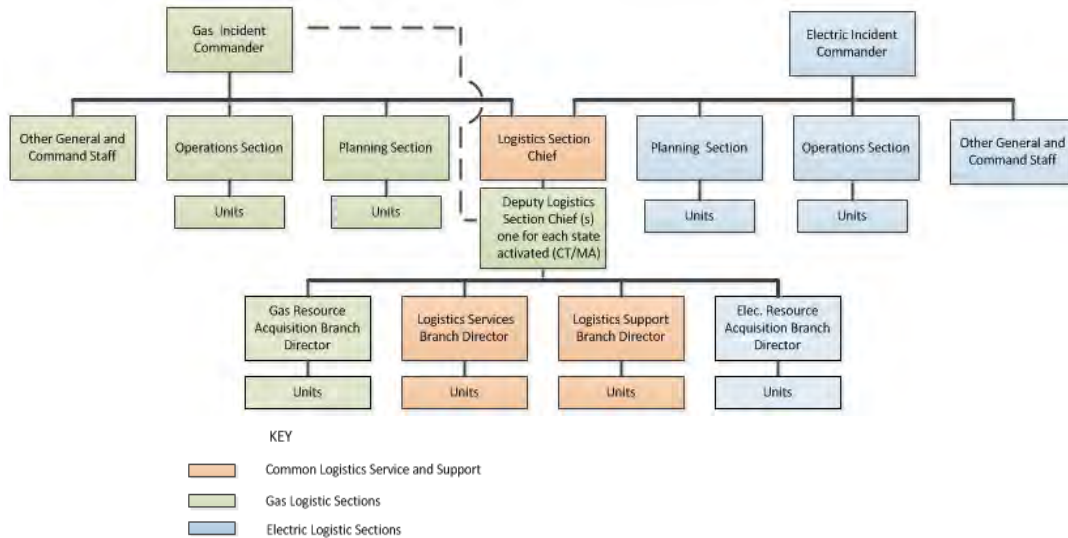 Gas Incident
Commander
Electric Incident
Commander
Other General and
Command Staff
Operations Section
Planning Section
Logistics Section
Chief
Planning Section
Operations Section
Other General and
Command Staff
Units
Units
Deputy Logistics
Section Chief (s)
one for each state
activated (CT/MA)
Units
Units
Gas Resource
Acquisition Branch
Director
Logistics Services
Branch Director
Logistics Support
Branch Director
Elec. Resource
Acquisition Branch
Director
Units
Units
Units
Units
KEY
Common Logistics Service and Support
Gas Logistic Sections
Electric Logistic Sections